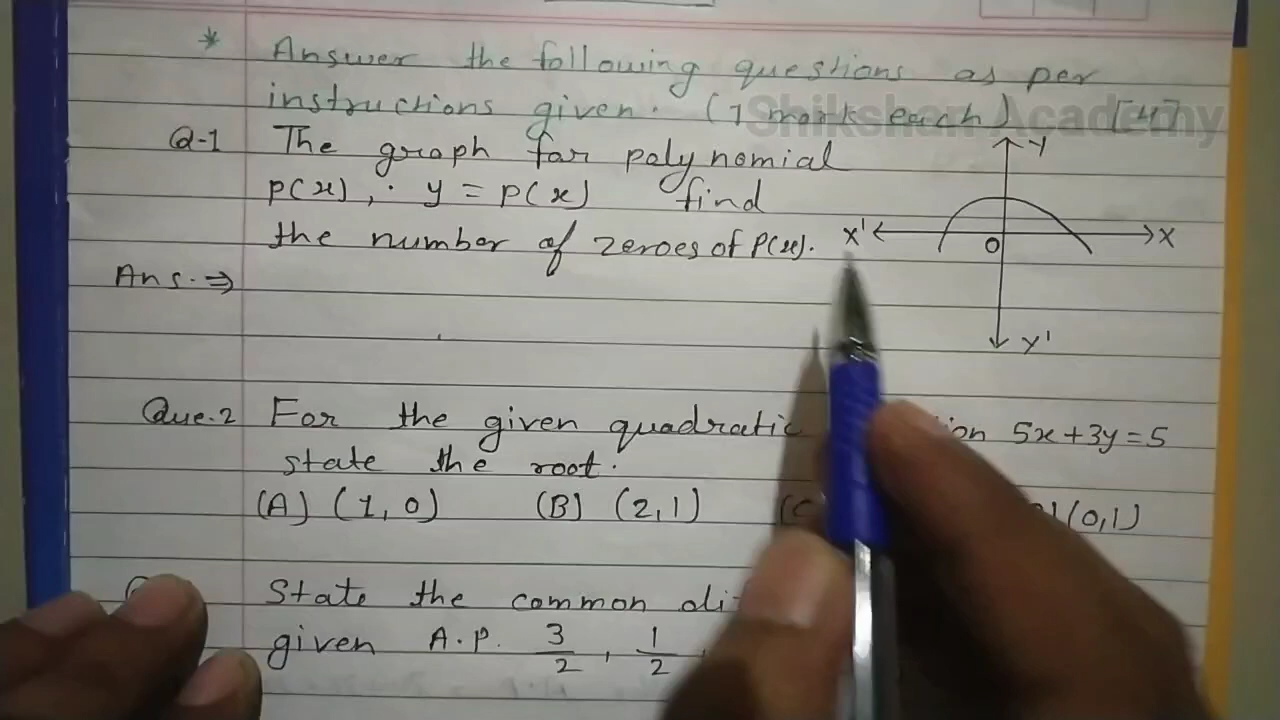 * Answer the following questions as per
instructions given. (1 mark each) [4]
Shikshan Academy
Q-1 The graph for polynomial
p(x), y = p(x) find
the number of zeroes of P(x).
Y
X' O X
Y'
Ans. ⇒
Que.2 For the given quadratic 5x+3y=5
state the root.
(A) (1, 0) (B) (2,1) (0,1)
State the common
given A.P. 3/2, 1/2